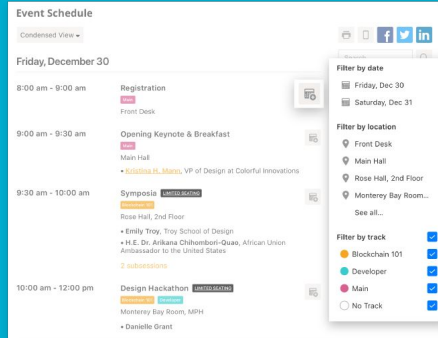 Event Schedule
Condensed View
Search
Friday, December 30
8:00 am - 9:00 am
Registration
Main
Front Desk
9:00 am - 9:30 am
Opening Keynote & Breakfast
Main
Main Hall
• Kristina H. Mann, VP of Design at Colorful Innovations
9:30 am - 10:00 am
Symposia LIMITED SEATING
Blockchain 101
Rose Hall, 2nd Floor
• Emily Troy, Troy School of Design
• H.E. Dr. Arikana Chihombori-Quao, African Union
Ambassador to the United States
2 subsessions
10:00 am - 12:00 pm
Design Hackathon LIMITED SEATING
Blockchain 101 Developer
Monterey Bay Room, MPH
• Danielle Grant
Filter by date
Friday, Dec 30
Saturday, Dec 31
Filter by location
Front Desk
Main Hall
Rose Hall, 2nd Floor
Monterey Bay Room...
See all...
Filter by track
Blockchain 101
Developer
Main
No Track